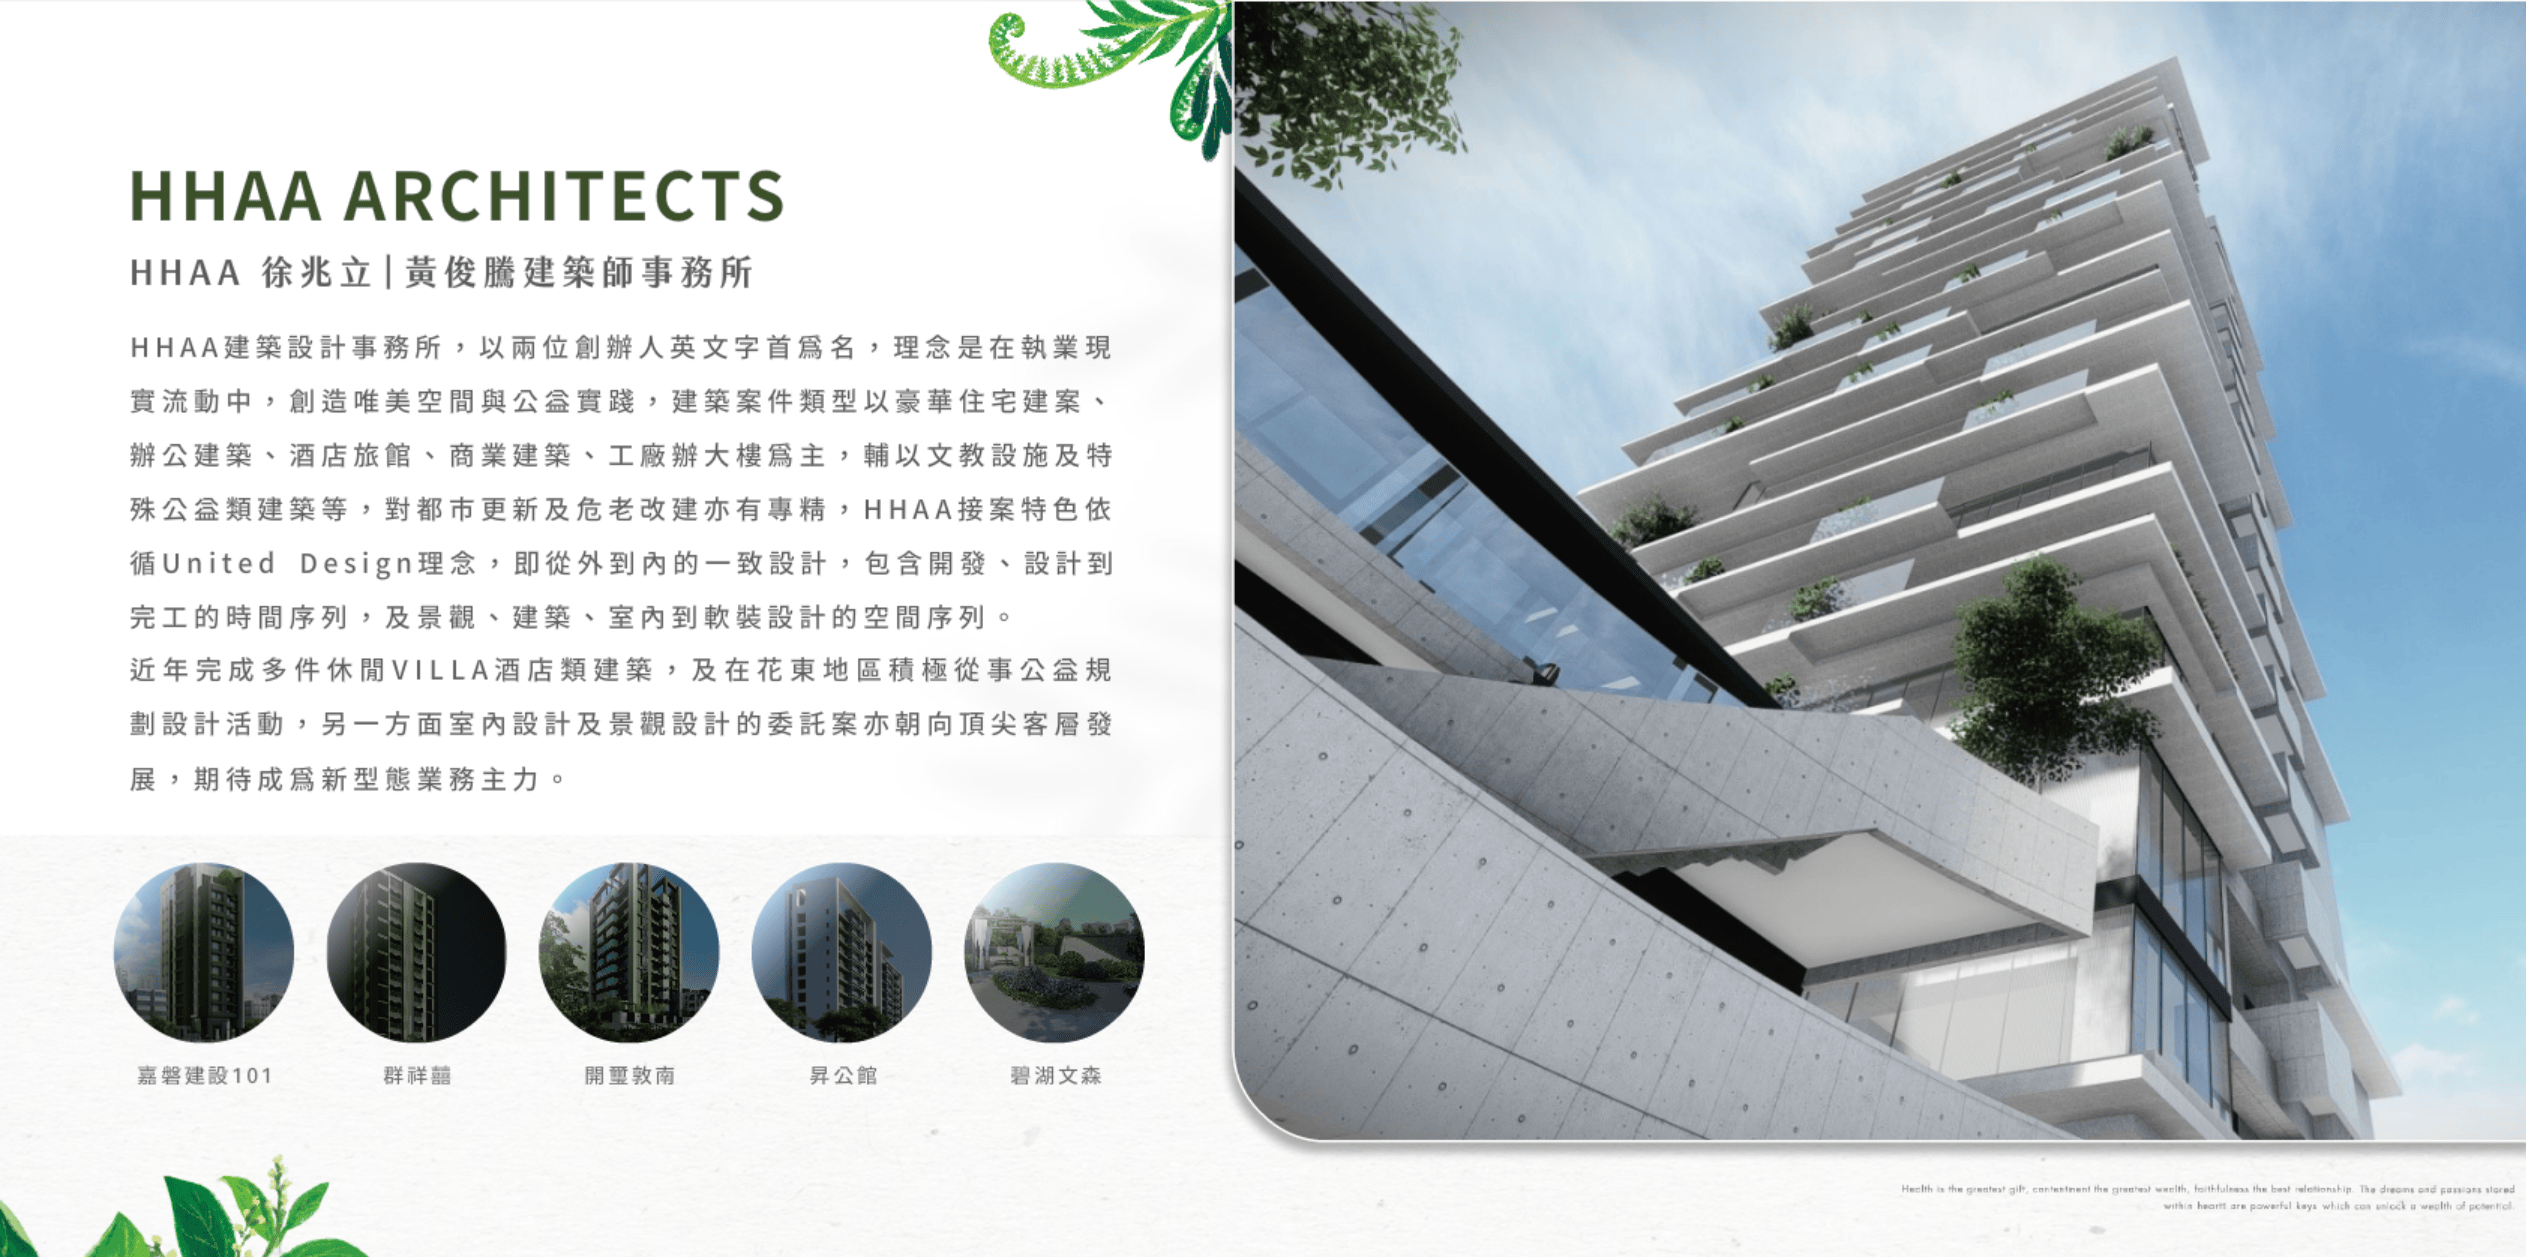 HHAA ARCHITECTS
HHAA 徐兆立|黃俊騰建築師事務所
HHAA建築設計事務所，以兩位創辦人英文字首爲名，理念是在執業現
實流動中，創造唯美空間與公益實踐，建築案件類型以豪華住宅建案、
辦公建築、酒店旅館、商業建築、工廠辦大樓爲主，輔以文教設施及特
殊公益類建築等，對都市更新及危老改建亦有專精，HHAA接案特色依
循United Design理念，即從外到內的一致設計，包含開發、設計到
完工的時間序列，及景觀、建築、室內到軟裝設計的空間序列。
近年完成多件休閒VILLA酒店類建築，及在花東地區積極從事公益規
劃設計活動，另一方面室內設計及景觀設計的委託案亦朝向頂尖客層發
展，期待成爲新型態業務主力。
嘉磐建設101
群祥囍
開璽敦南
昇公館
碧湖文森
Health is the greatest gift, contentment the greatest wealth, faithfulness the best relationship. The dreams and passions stored
within hearts are powerful keys which can unlock a wealth of potential.